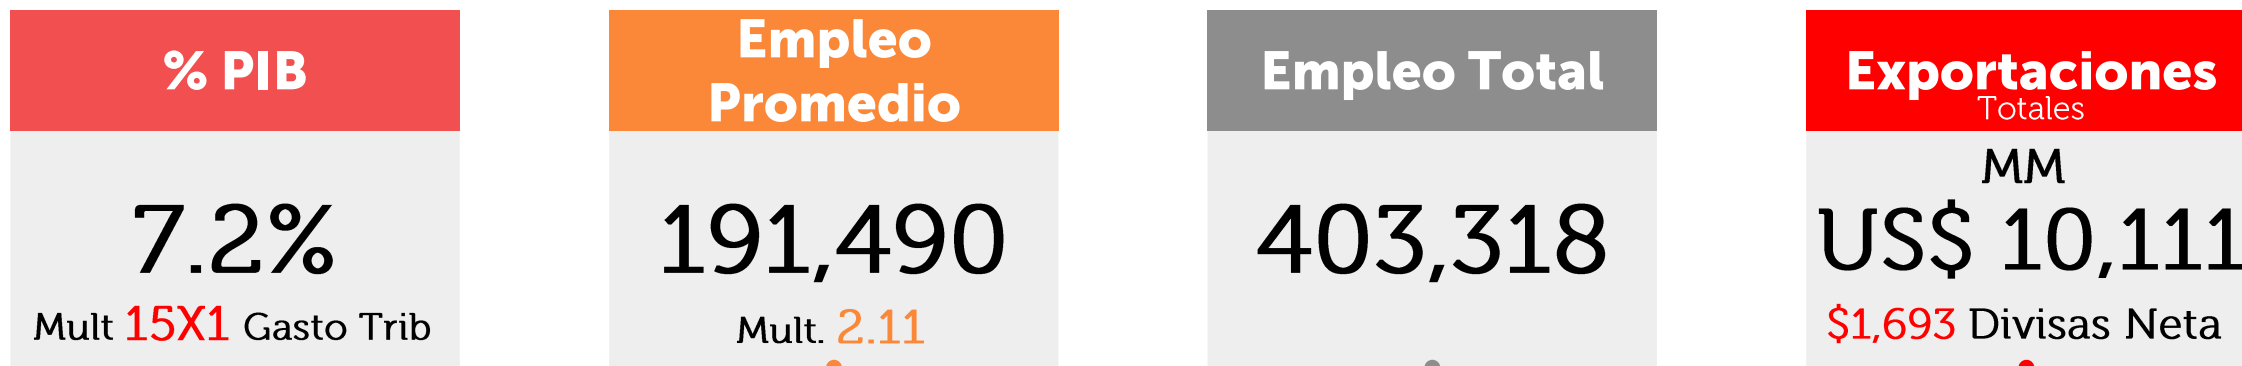 % PIB
7.2%
Mult 15X1 Gasto Trib
Empleo
Promedio
191,490
Mult. 2.11
Empleo Total
403,318
Exportaciones
Totales
MM
US$ 10,111
$1,693 Divisas Neta